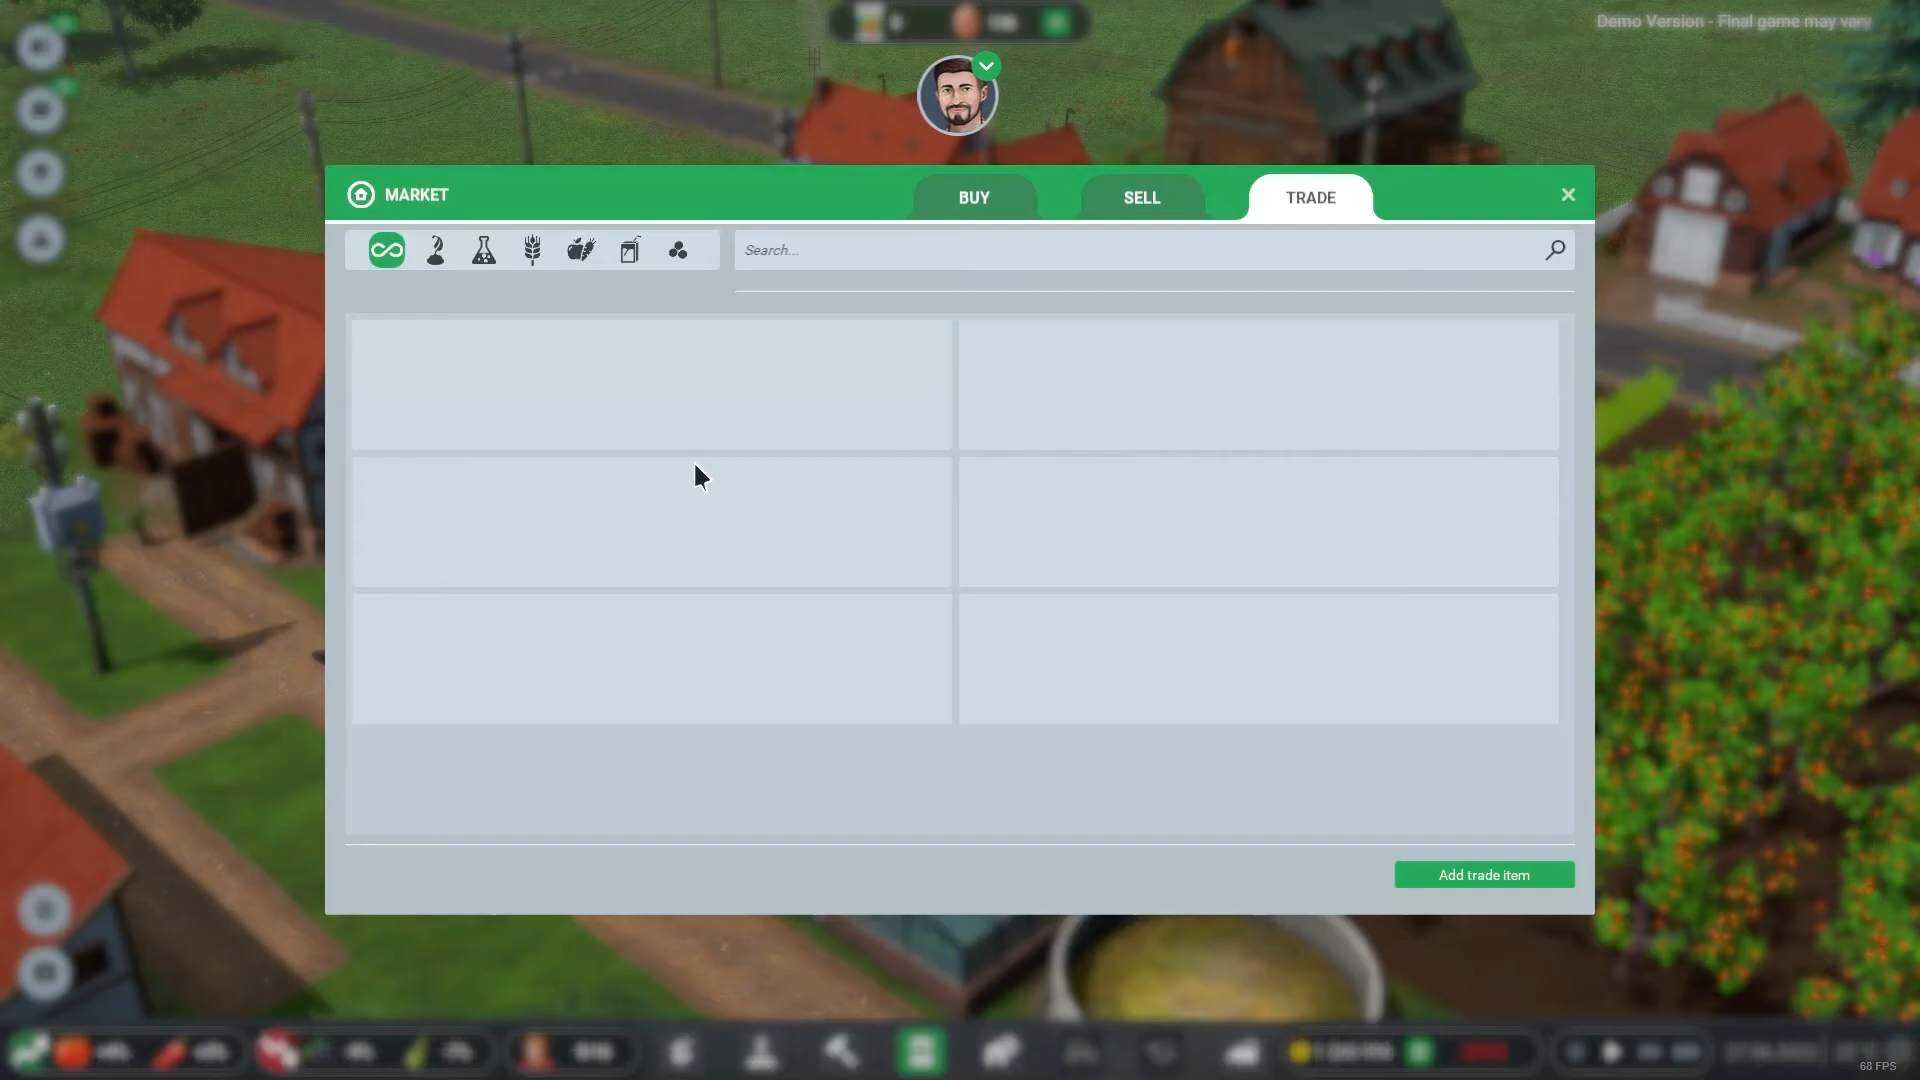 Demo Version - Final game may vary
MARKET
BUY
SELL
TRADE
Search...
Add trade item
68 FPS